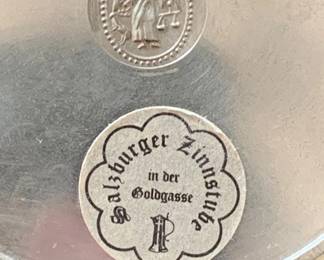 Salzburger Zinnstube
in der
Goldgasse